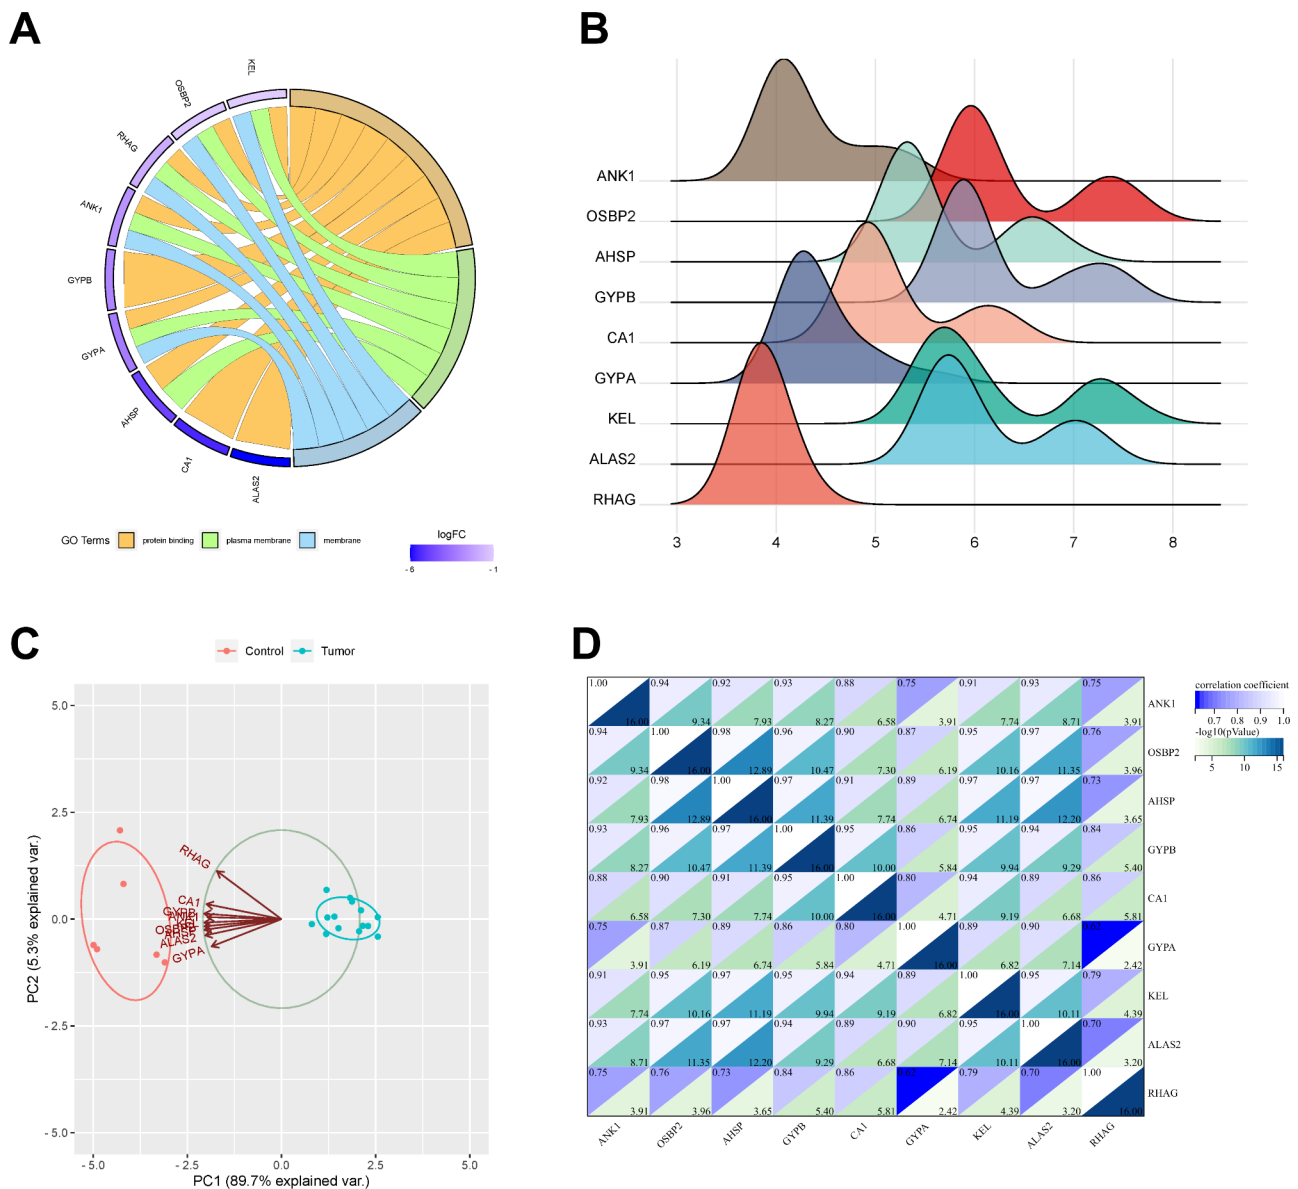 A
KEL
OSBP2
RHAG
ANK1
GYPB
GYPA
AHSP
CA1
ALAS2
GO Terms protein binding plasma membrane membrane
logFC
-6 -1
B
ANK1
OSBP2
AHSP
GYPB
CA1
GYPA
KEL
ALAS2
RHAG
3 4 5 6 7 8
C
Control Tumor
PC2 (5.3% explained var.)
5.0
2.5
0.0
-2.5
-5.0
RHAG
CA1
GYPB
ANK1
KEL
OSBP2
AHSP
ALAS2
GYPA
-5.0 -2.5 0.0 2.5 5.0
PC1 (89.7% explained var.)
D
1.00 0.94 0.92 0.93 0.88 0.75 0.91 0.93 0.75
16.00 9.34 7.93 8.27 6.58 3.91 7.74 8.71 3.91
ANK1
0.94 1.00 0.98 0.96 0.90 0.87 0.95 0.97 0.76
9.34 16.00 12.89 10.47 7.30 6.19 10.16 11.35 3.96
OSBP2
0.92 0.98 1.00 0.97 0.91 0.89 0.97 0.97 0.73
7.93 12.89 16.00 11.39 7.74 6.74 11.19 12.20 3.65
AHSP
0.93 0.96 0.97 1.00 0.95 0.86 0.95 0.94 0.84
8.27 10.47 11.39 16.00 10.00 5.84 9.94 9.29 5.40
GYPB
0.88 0.90 0.91 0.95 1.00 0.80 0.94 0.89 0.86
6.58 7.30 7.74 10.00 16.00 4.71 9.19 6.68 5.81
CA1
0.75 0.87 0.89 0.86 0.80 1.00 0.89 0.90 0.62
3.91 6.19 6.74 5.84 4.71 16.00 6.82 7.14 2.42
GYPA
0.91 0.95 0.97 0.95 0.94 0.89 1.00 0.95 0.79
7.74 10.16 11.19 9.94 9.19 6.82 16.00 10.11 4.39
KEL
0.93 0.97 0.97 0.94 0.89 0.90 0.95 1.00 0.70
8.71 11.35 12.20 9.29 6.68 7.14 10.11 16.00 3.20
ALAS2
0.75 0.76 0.73 0.84 0.86 0.62 0.79 0.70 1.00
3.91 3.96 3.65 5.40 5.81 2.42 4.39 3.20 16.00
RHAG
ANK1 OSBP2 AHSP GYPB CA1 GYPA KEL ALAS2 RHAG
correlation coefficient
0.7 0.8 0.9 1.0
-log10(pValue)
5 10 15